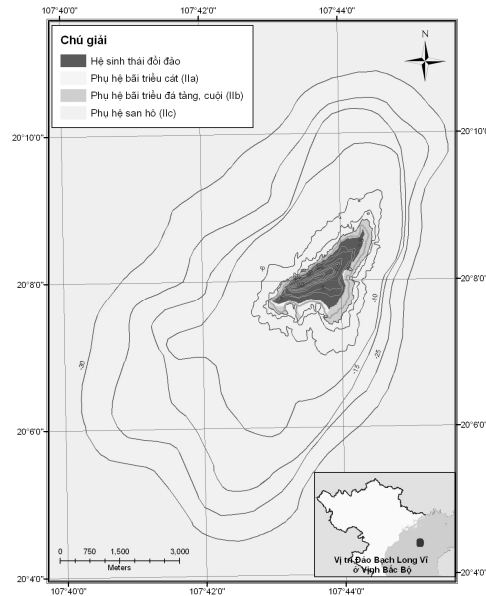 107°40'0" 107°42'0" 107°44'0"
Chú giải
Hệ sinh thái đồi đảo
Phụ hệ bãi triều cát (IIa)
Phụ hệ bãi triều đá tảng, cuội (IIb)
Phụ hệ san hô (IIc)
N
20°10'0" 20°10'0"
20°8'0" 20°8'0"
-10
-30
-15
-25
20°6'0" 20°6'0"
0 750 1,500 3,000
Meters
Vị trí Đảo Bạch Long Vĩ
ở Vịnh Bắc Bộ
20°4'0" 20°4'0"
107°40'0" 107°42'0" 107°44'0"